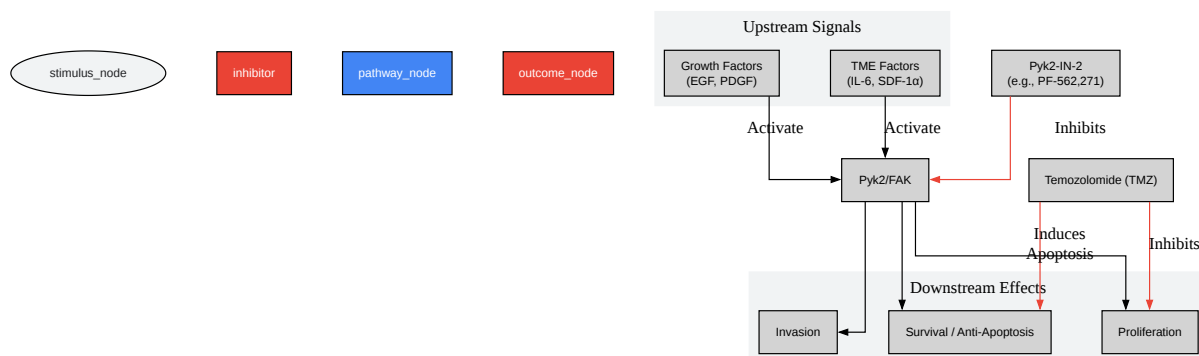 Upstream Signals
stimulus_node
inhibitor
pathway_node
outcome_node
Growth Factors
(EGF, PDGF)
TME Factors
(IL-6, SDF-1α)
Pyk2-IN-2
(e.g., PF-562,271)
Activate
Activate
Inhibits
Pyk2/FAK
Temozolomide (TMZ)
Induces
Apoptosis
Inhibits
Downstream Effects
Invasion
Survival / Anti-Apoptosis
Proliferation